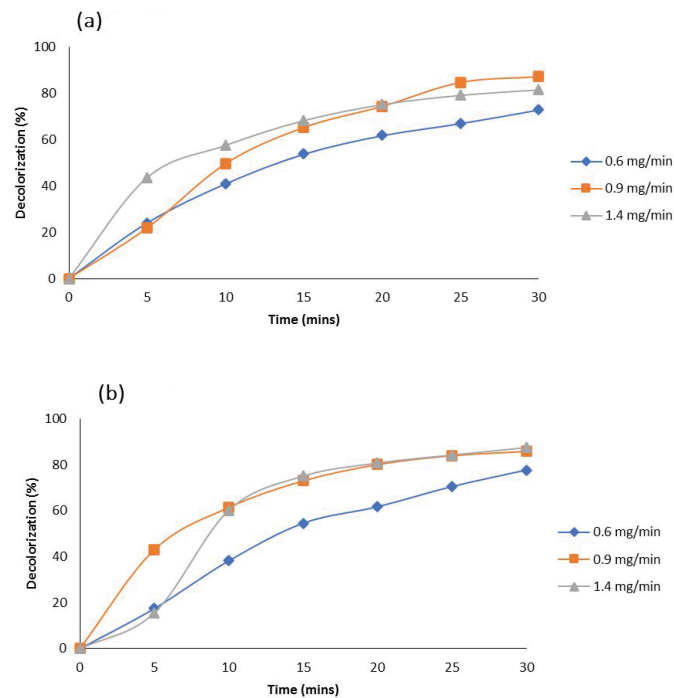 (a)
100
80
60
40
20
0
Decolorization (%)
0 5 10 15 20 25 30
Time (mins)
0.6 mg/min
0.9 mg/min
1.4 mg/min
(b)
100
80
60
40
20
0
Decolorization (%)
0 5 10 15 20 25 30
Time (mins)
0.6 mg/min
0.9 mg/min
1.4 mg/min